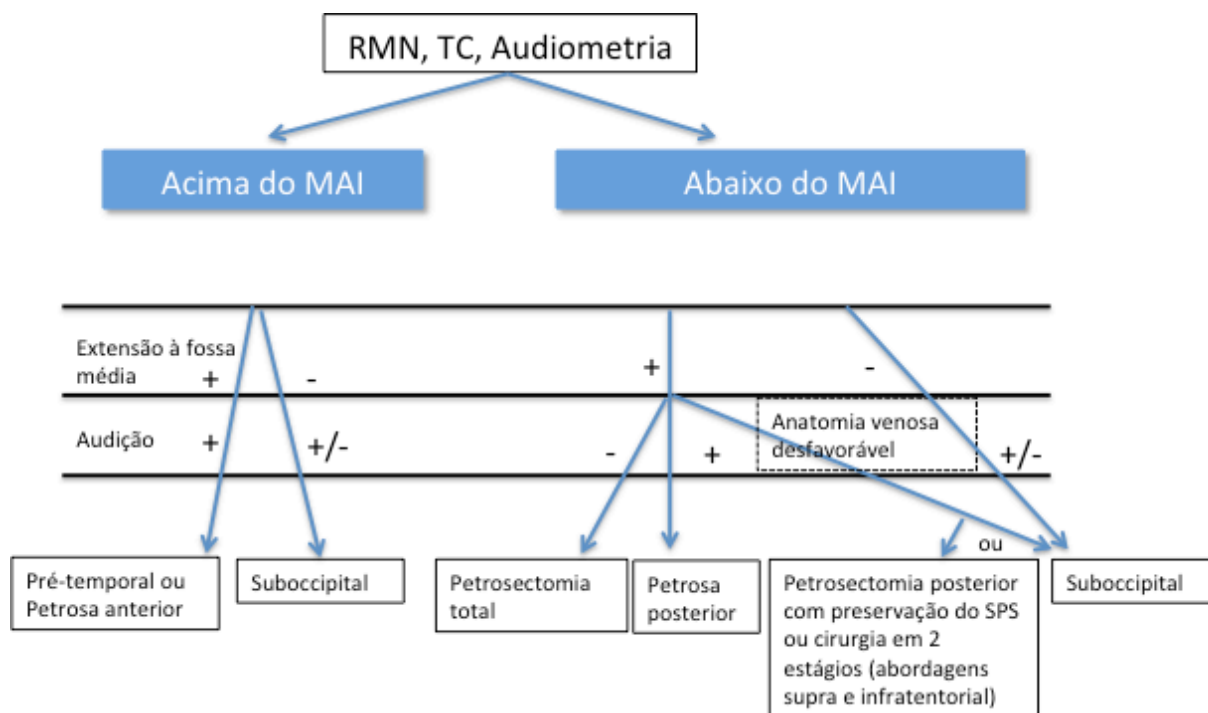 RMN, TC, Audiometria
Acima do MAI
Abaixo do MAI
Extensão à fossa
média
+
-
+
-
Audição
+
+/-
-
+
Anatomia venosa
desfavorável
+/-
ou
Pré-temporal ou
Petrosa anterior
Suboccipital
Petrosectomia
total
Petrosa
posterior
Petrosectomia posterior
com preservação do SPS
ou cirurgia em 2
estágios (abordagens
supra e infratentorial)
Suboccipital